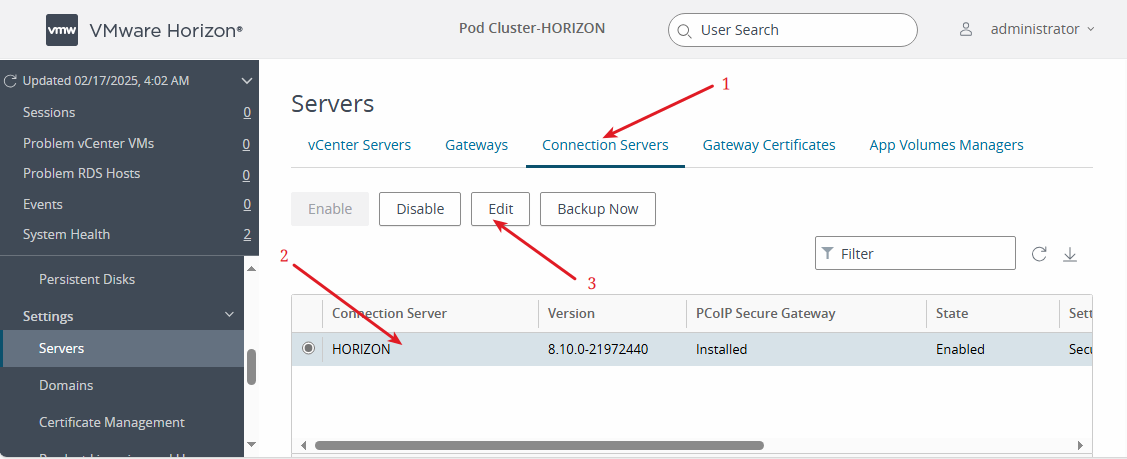 vmw VMware Horizon®
Pod Cluster-HORIZON
User Search
administrator
Updated 02/17/2025, 4:02 AM
Sessions 0
Problem vCenter VMs 0
Problem RDS Hosts 0
Events 0
System Health 2
Persistent Disks
Settings
Servers
Domains
Certificate Management
Servers
1
vCenter Servers Gateways Connection Servers Gateway Certificates App Volumes Managers
Enable Disable Edit Backup Now
2
Filter
3
Connection Server Version PCoIP Secure Gateway State Sett
HORIZON 8.10.0-21972440 Installed Enabled Secu